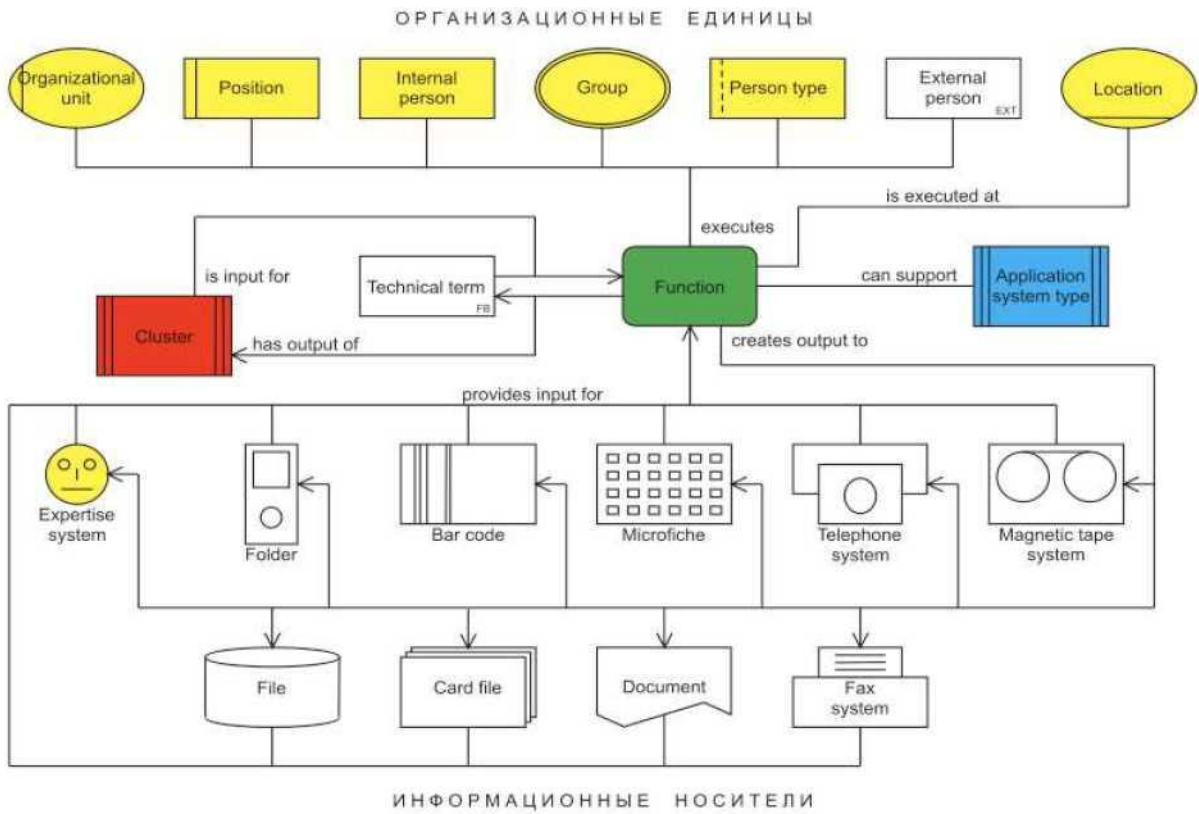 ОРГАНИЗАЦИОННЫЕ ЕДИНИЦЫ
Organizational
unit
Position
Internal
person
Group
Person type
External
person
EXT
Location
is executed at
executes
is input for
Technical term
FB
Function
can support
Application
system type
Cluster
has output of
creates output to
provides input for
Expertise
system
Folder
Bar code
Microfiche
Telephone
system
Magnetic tape
system
File
Card file
Document
Fax
system
ИНФОРМАЦИОННЫЕ НОСИТЕЛИ